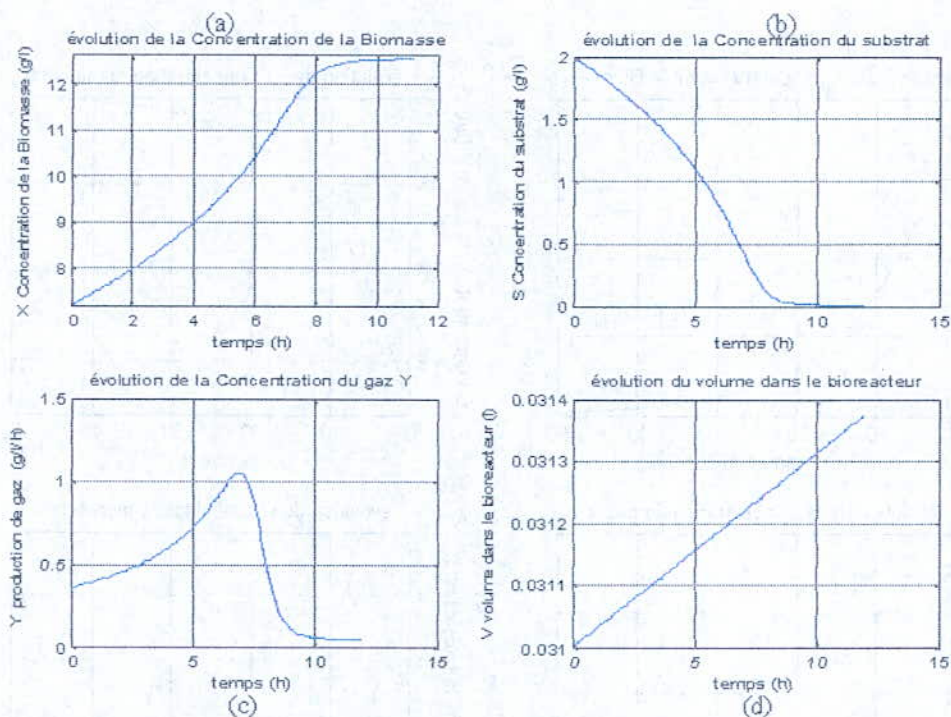 (a)
évolution de la Concentration de la Biomasse
X Concentration de la Biomasse (g/l)
12
11
10
9
8
0 2 4 6 8 10 12
temps (h)
(b)
évolution de la Concentration du substrat
S Concentration du substrat (g/l)
2
1.5
1
0.5
0
0 5 10 15
temps (h)
évolution de la Concentration du gaz Y
Y production de gaz (g/l/h)
1.5
1
0.5
0
0 5 10 15
temps (h)
(c)
évolution du volume dans le bioreacteur
V volume dans le bioreacteur (l)
0.0314
0.0313
0.0312
0.0311
0.031
0 5 10 15
temps (h)
(d)